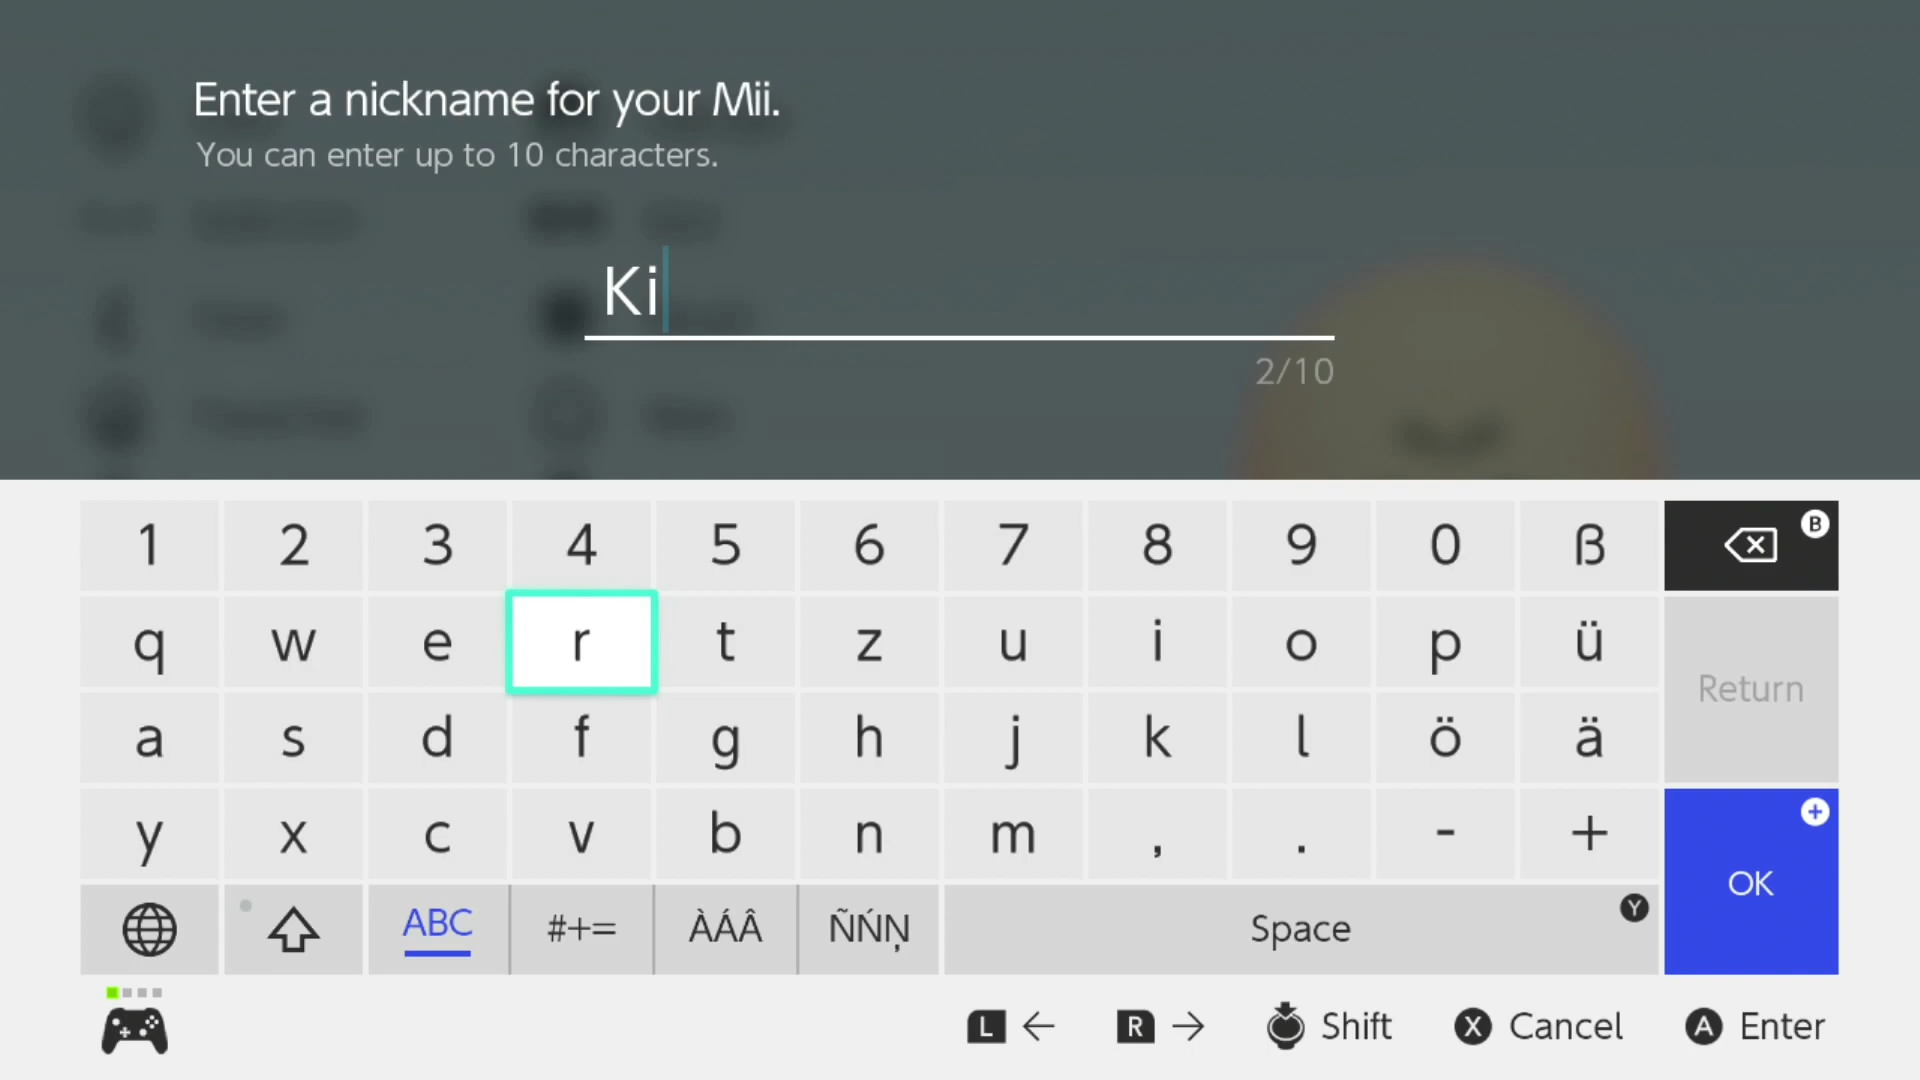 Enter a nickname for your Mii.
You can enter up to 10 characters.
Ki
2/10
1 2 3 4 5 6 7 8 9 0 ß B
q w e r t z u i o p ü
Return
a s d f g h j k l ö ä
y x c v b n m , . - +
ABC #+= ÀÁÂ ÑŃŅ Space Y
OK
L ← R → Shift X Cancel A Enter